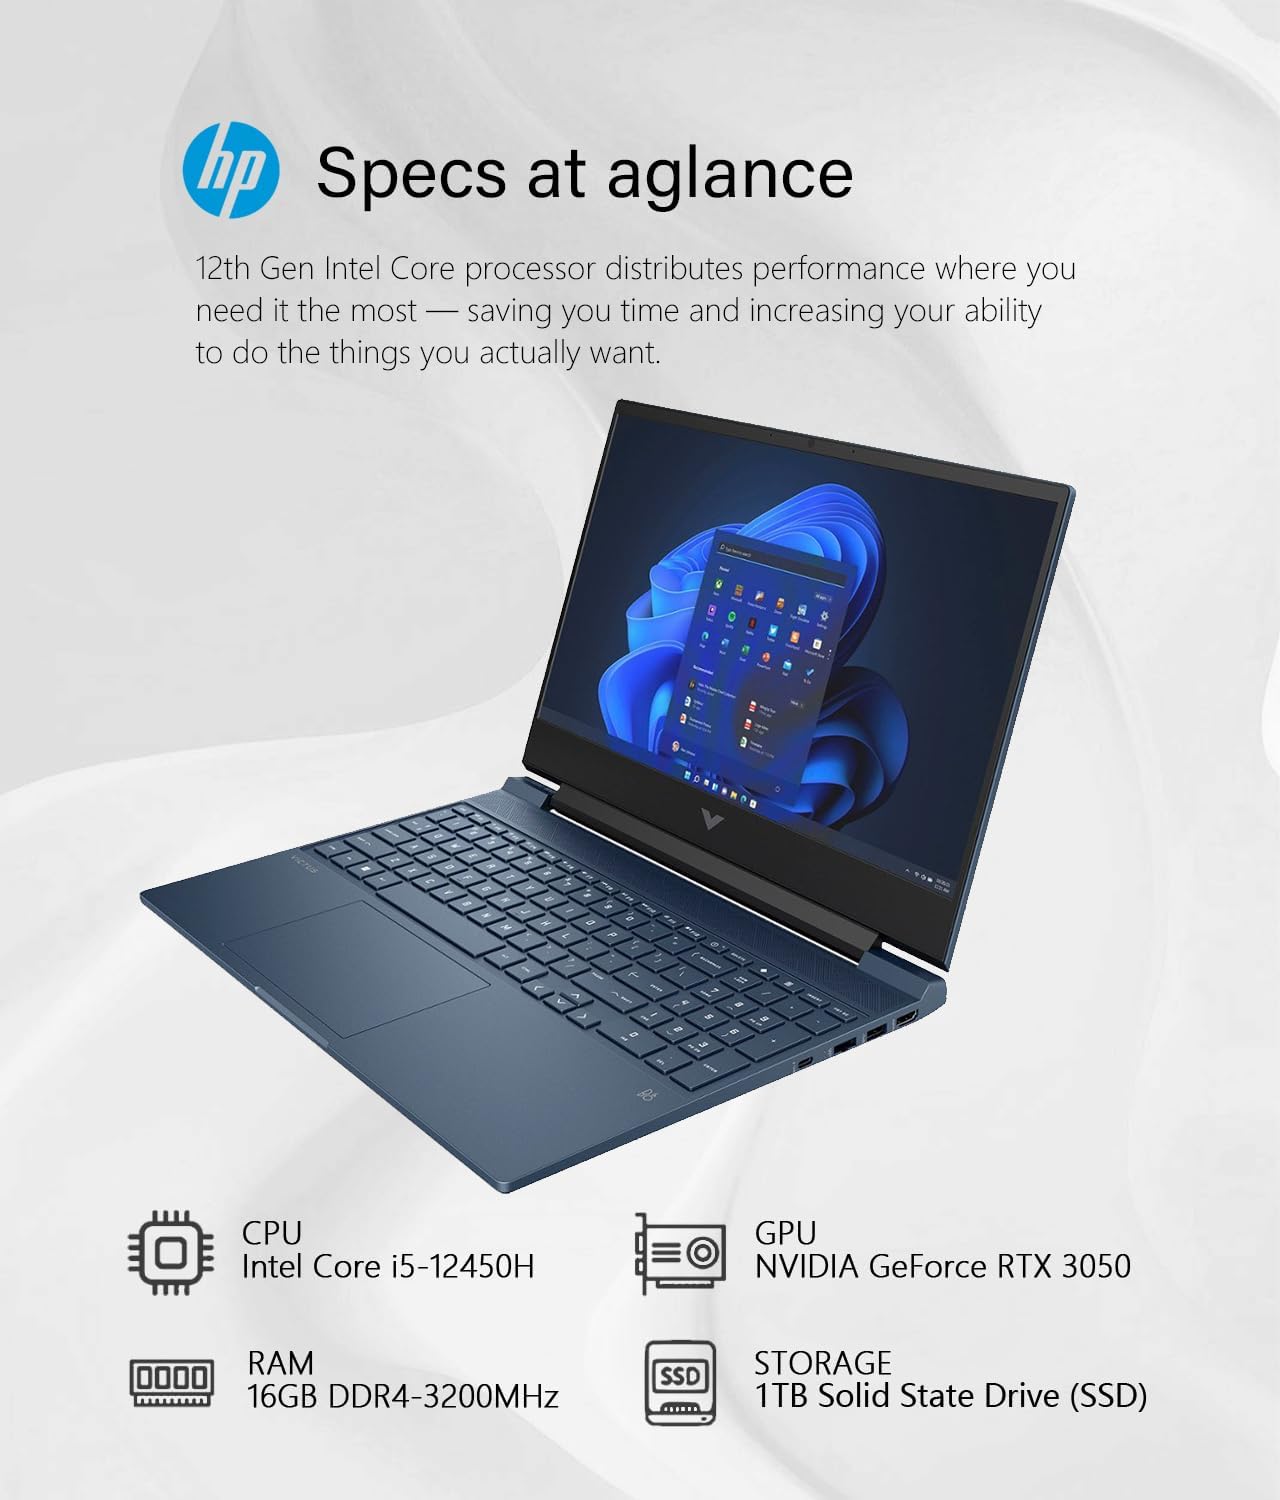 hp
Specs at aglance
12th Gen Intel Core processor distributes performance where you
need it the most — saving you time and increasing your ability
to do the things you actually want.
VICTUS
CPU
Intel Core i5-12450H
GPU
NVIDIA GeForce RTX 3050
RAM
16GB DDR4-3200MHz
SSD
STORAGE
1TB Solid State Drive (SSD)